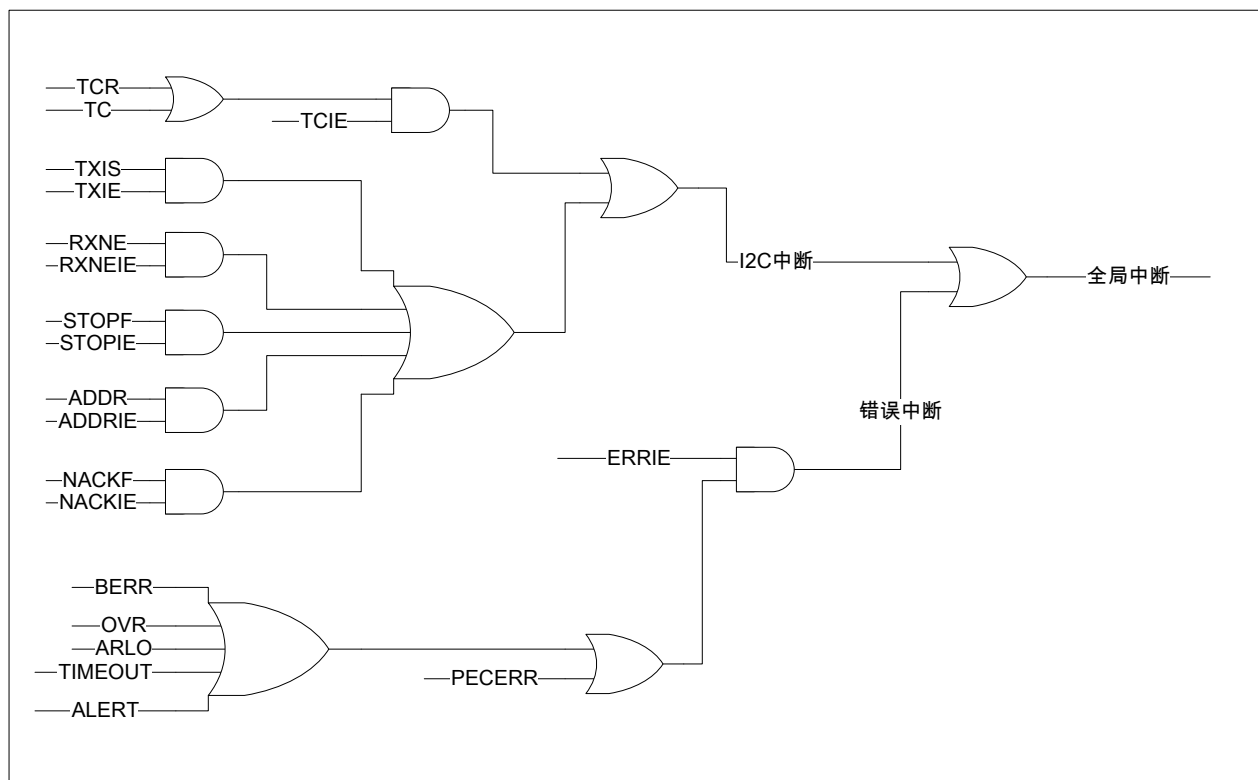 TCR
TC
TCIE
TXIS
TXIE
RXNE
RXNEIE
STOPF
STOPIE
ADDR
ADDRIE
NACKF
NACKIE
I2C中断
全局中断
错误中断
ERRIE
BERR
OVR
ARLO
TIMEOUT
ALERT
PECERR